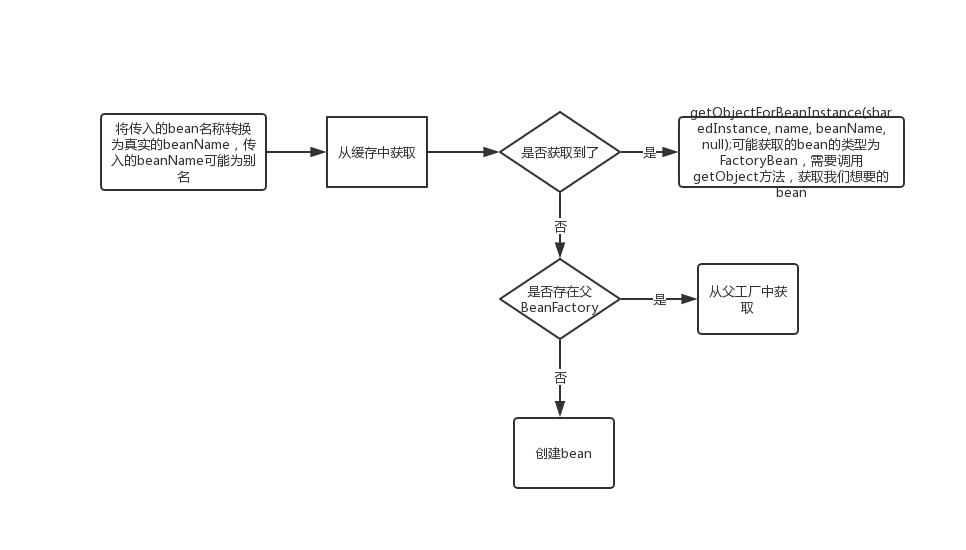 将传入的bean名称转换
为真实的beanName，传
入的beanName可能为别
名
从缓存中获取
是否获取到了
是
getObjectForBeanInstance(shar
edInstance, name, beanName,
null);可能获取的bean的类型为
FactoryBean，需要调用
getObject方法，获取我们想要的
bean
否
是否存在父
BeanFactory
是
从父工厂中获
取
否
创建bean